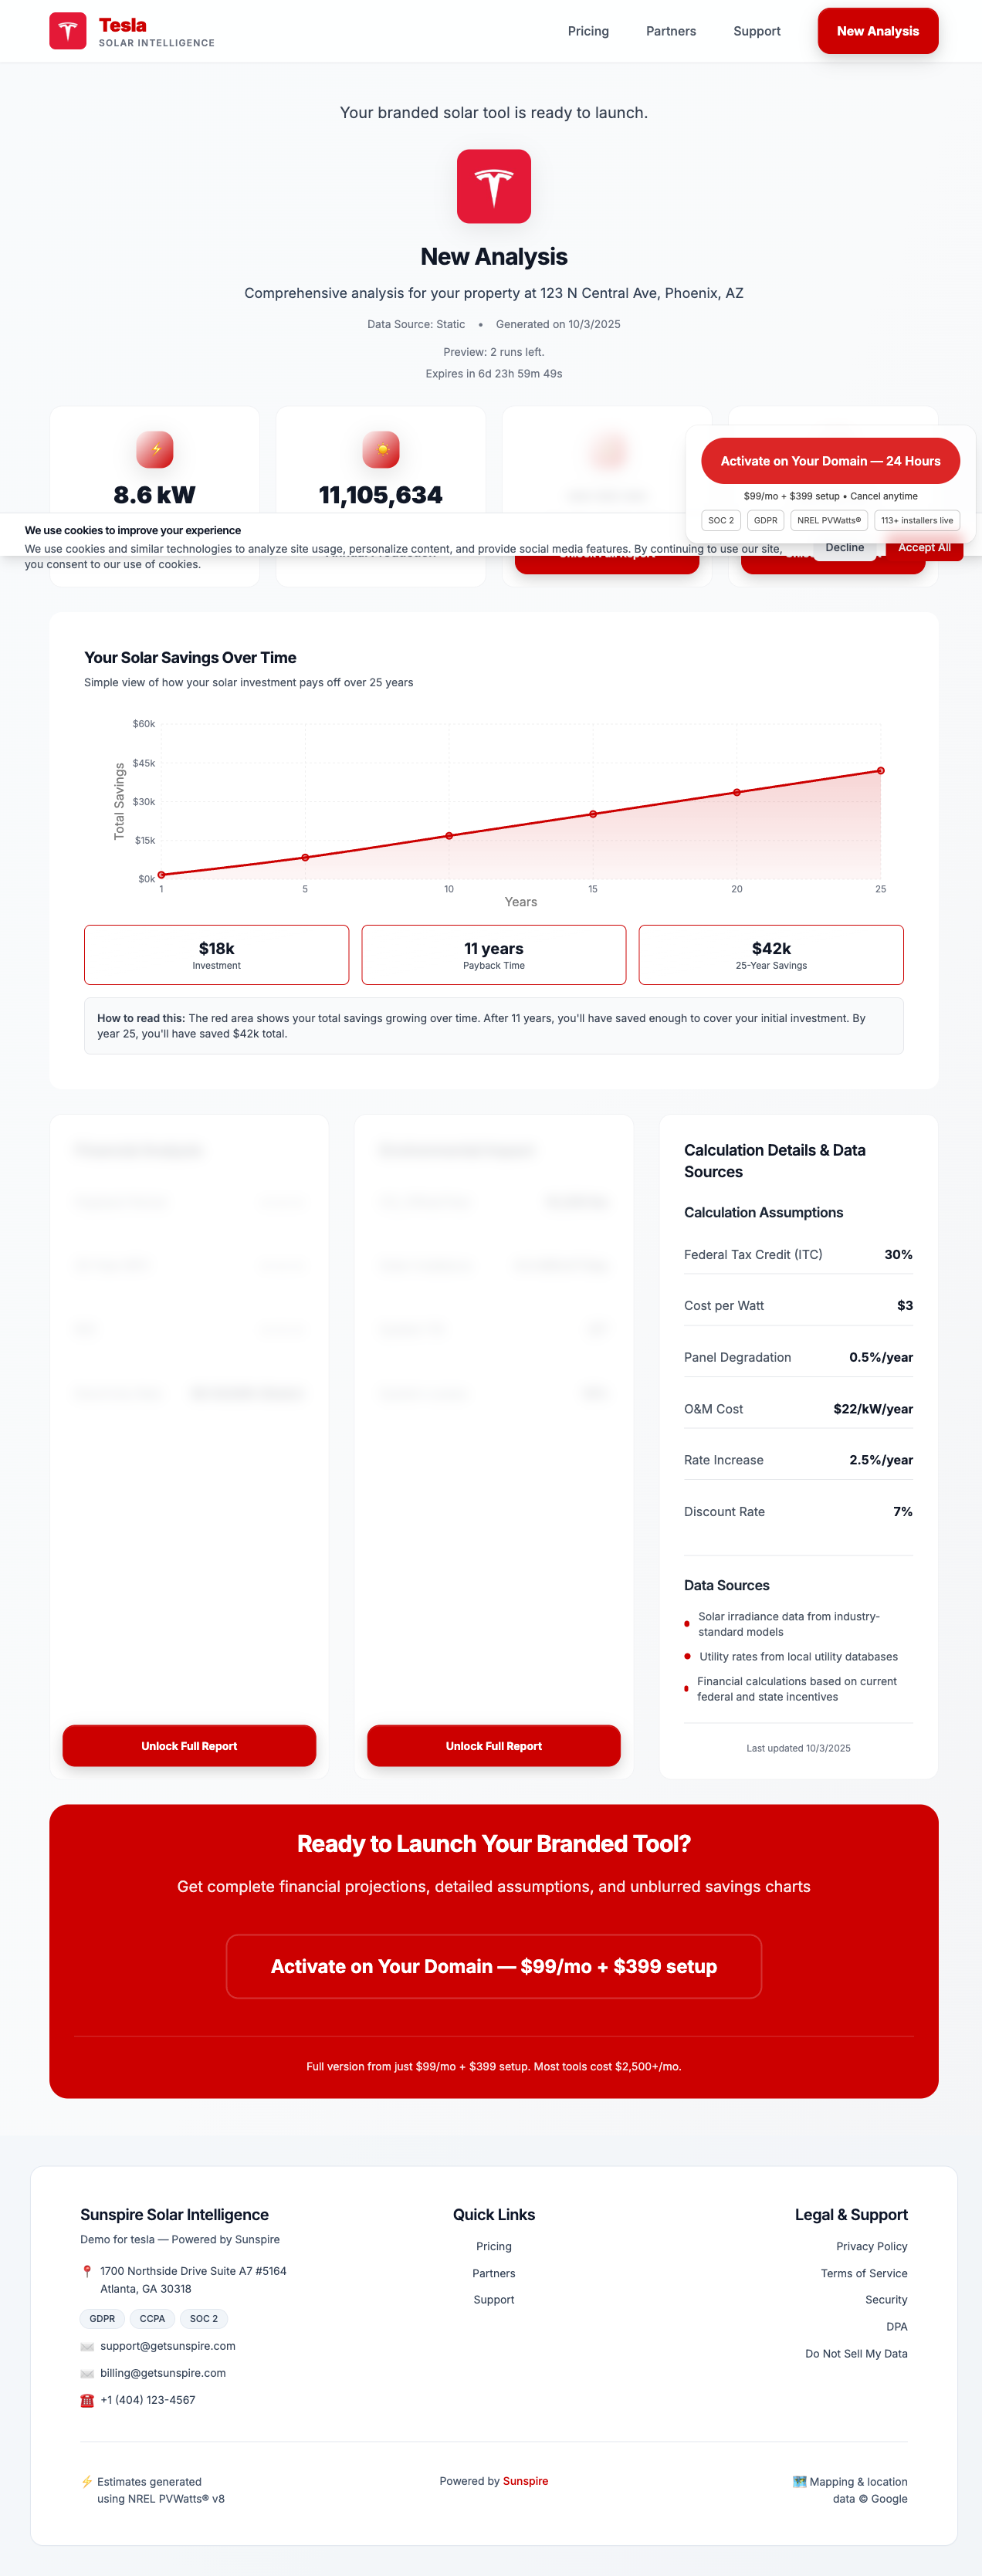 Tesla
SOLAR INTELLIGENCE
Pricing
Partners
Support
New Analysis
Your branded solar tool is ready to launch.
New Analysis
Comprehensive analysis for your property at 123 N Central Ave, Phoenix, AZ
Data Source: Static • Generated on 10/3/2025
Preview: 2 runs left.
Expires in 6d 23h 59m 49s
8.6 kW
11,105,634
Activate on Your Domain — 24 Hours
$99/mo + $399 setup • Cancel anytime
SOC 2
GDPR
NREL PVWatts®
113+ installers live
We use cookies to improve your experience
We use cookies and similar technologies to analyze site usage, personalize content, and provide social media features. By continuing to use our site,
you consent to our use of cookies.
Decline
Accept All
Your Solar Savings Over Time
Simple view of how your solar investment pays off over 25 years
$60k
$45k
$30k
$15k
$0k
Total Savings
1
5
10
15
20
25
Years
$18k
Investment
11 years
Payback Time
$42k
25-Year Savings
How to read this: The red area shows your total savings growing over time. After 11 years, you'll have saved enough to cover your initial investment. By
year 25, you'll have saved $42k total.
Unlock Full Report
Unlock Full Report
Calculation Details & Data
Sources
Calculation Assumptions
Federal Tax Credit (ITC) 30%
Cost per Watt $3
Panel Degradation 0.5%/year
O&M Cost $22/kW/year
Rate Increase 2.5%/year
Discount Rate 7%
Data Sources
Solar irradiance data from industry-
standard models
Utility rates from local utility databases
Financial calculations based on current
federal and state incentives
Last updated 10/3/2025
Ready to Launch Your Branded Tool?
Get complete financial projections, detailed assumptions, and unblurred savings charts
Activate on Your Domain — $99/mo + $399 setup
Full version from just $99/mo + $399 setup. Most tools cost $2,500+/mo.
Sunspire Solar Intelligence
Demo for tesla — Powered by Sunspire
1700 Northside Drive Suite A7 #5164
Atlanta, GA 30318
GDPR
CCPA
SOC 2
support@getsunspire.com
billing@getsunspire.com
+1 (404) 123-4567
Quick Links
Pricing
Partners
Support
Legal & Support
Privacy Policy
Terms of Service
Security
DPA
Do Not Sell My Data
Estimates generated
using NREL PVWatts® v8
Powered by Sunspire
Mapping & location
data © Google